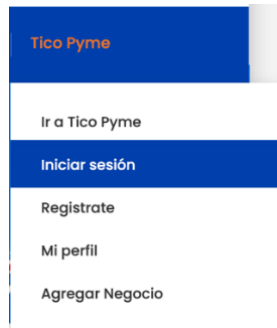 Tico Pyme
Ir a Tico Pyme
Iniciar sesión
Registrate
Mi perfil
Agregar Negocio